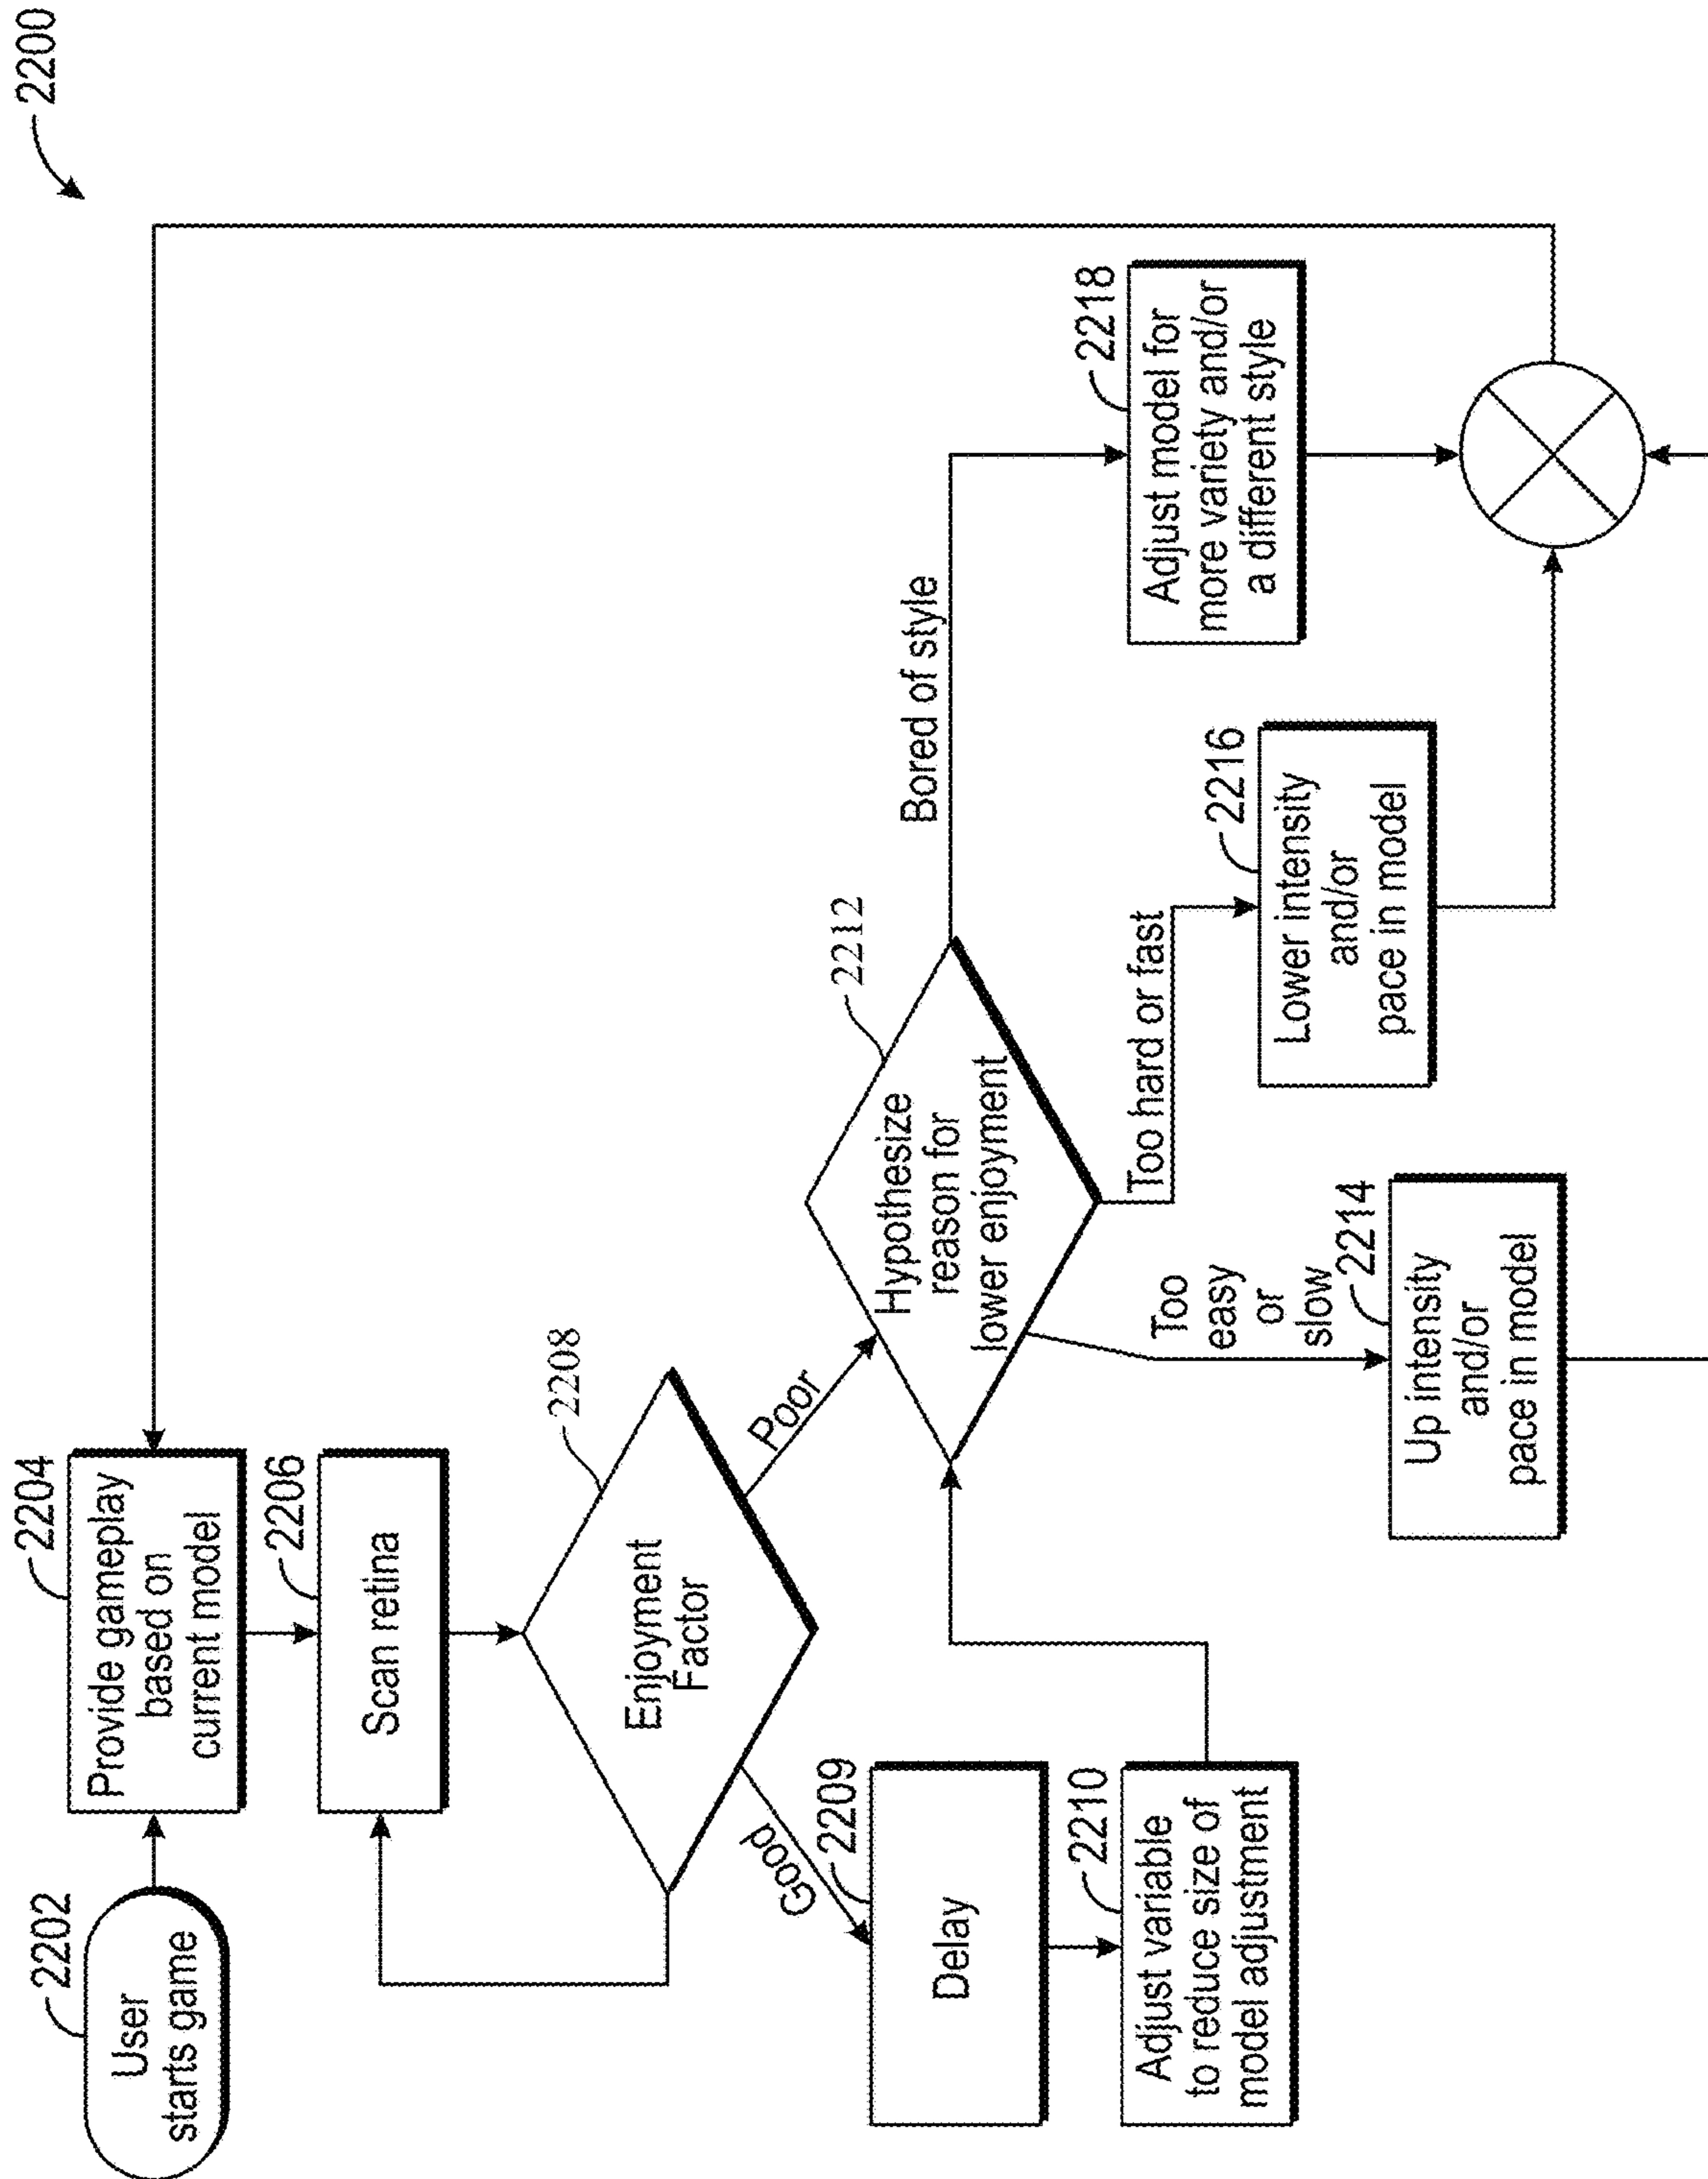 2200
2202
User
starts game
2204
Provide gameplay
based on
current model
2206
Scan retina
2208
Enjoyment
Factor
Good
Poor
2209
Delay
2210
Adjust variable
to reduce size of
model adjustment
2212
Hypothesize
reason for
lower enjoyment
Too
easy
or
slow
2214
Up intensity
and/or
pace in model
Too hard or fast
2216
Lower intensity
and/or
pace in model
Bored of style
2218
Adjust model for
more variety and/or
a different style